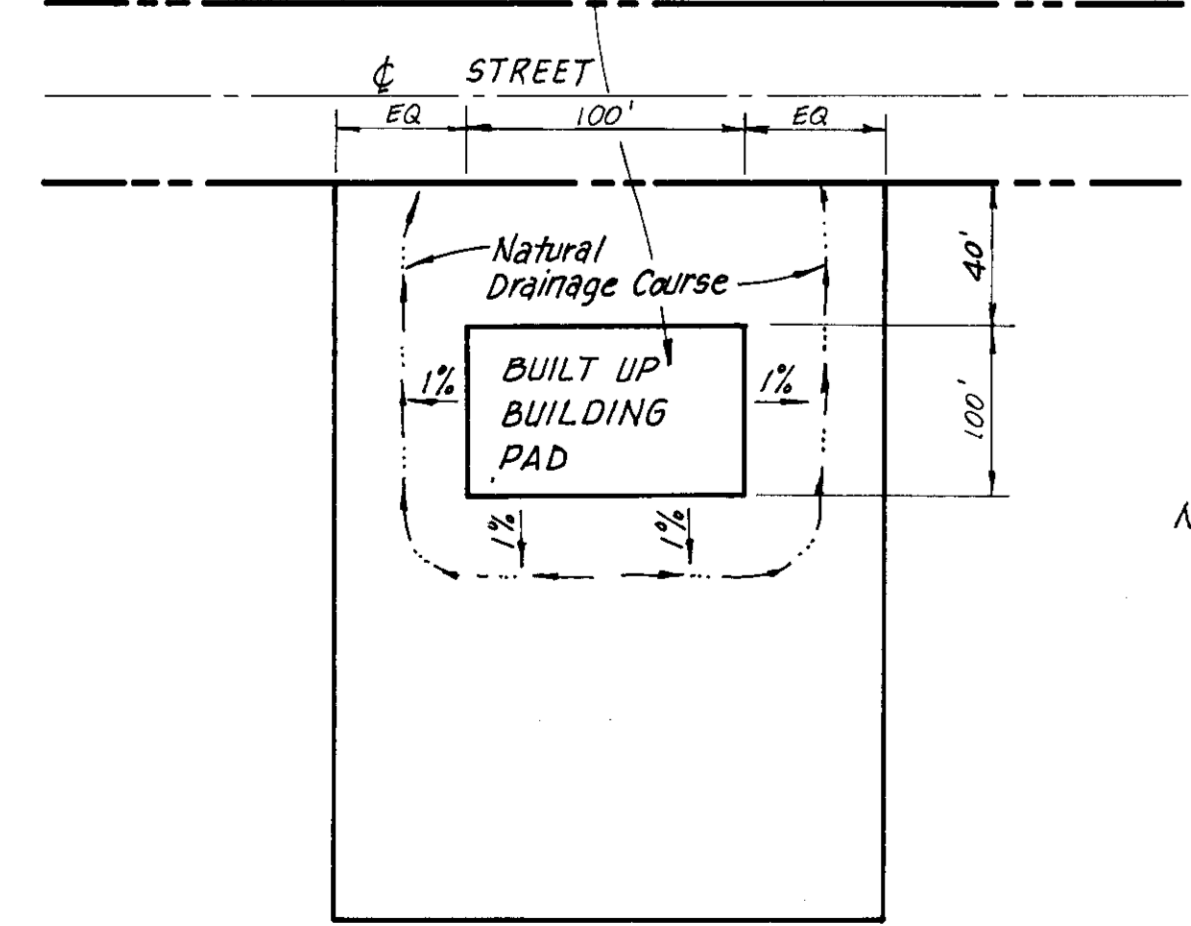 ℄ STREET
EQ 100' EQ
Natural
Drainage Course
40'
1% BUILT UP 1%
BUILDING
PAD
100'
1% 1%
N